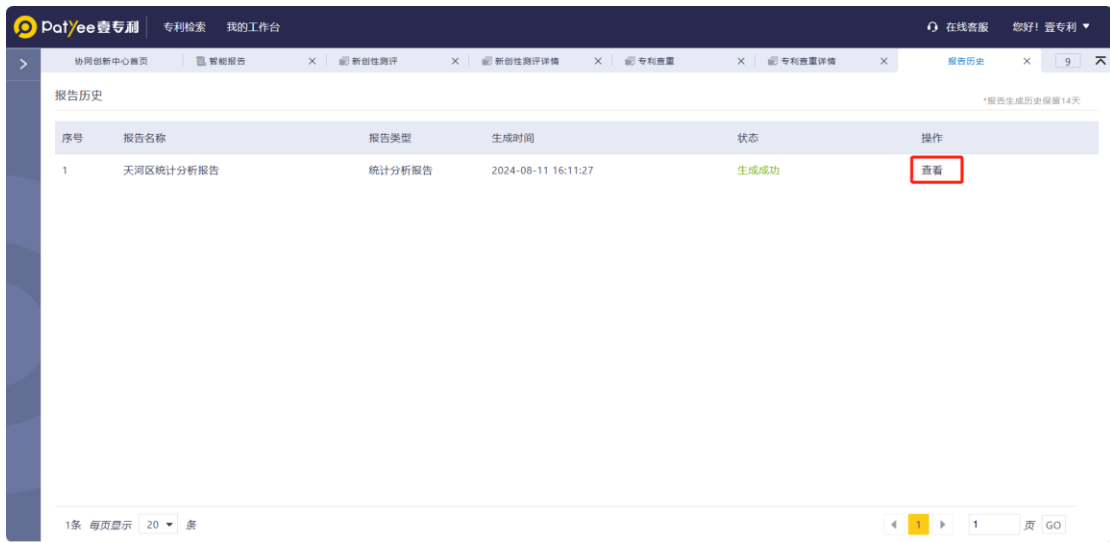 Patyee壹专利 专利检索 我的工作台 在线客服 您好！壹专利 ▼
> 协同创新中心首页 智能报告 × 新创性测评 × 新创性测评详情 × 专利查重 × 专利查重详情 × 报告历史 × 9
报告历史 *报告生成历史保留14天
序号 报告名称 报告类型 生成时间 状态 操作
1 天河区统计分析报告 统计分析报告 2024-08-11 16:11:27 生成成功 查看
1条 每页显示 20 条 1 1 页 GO